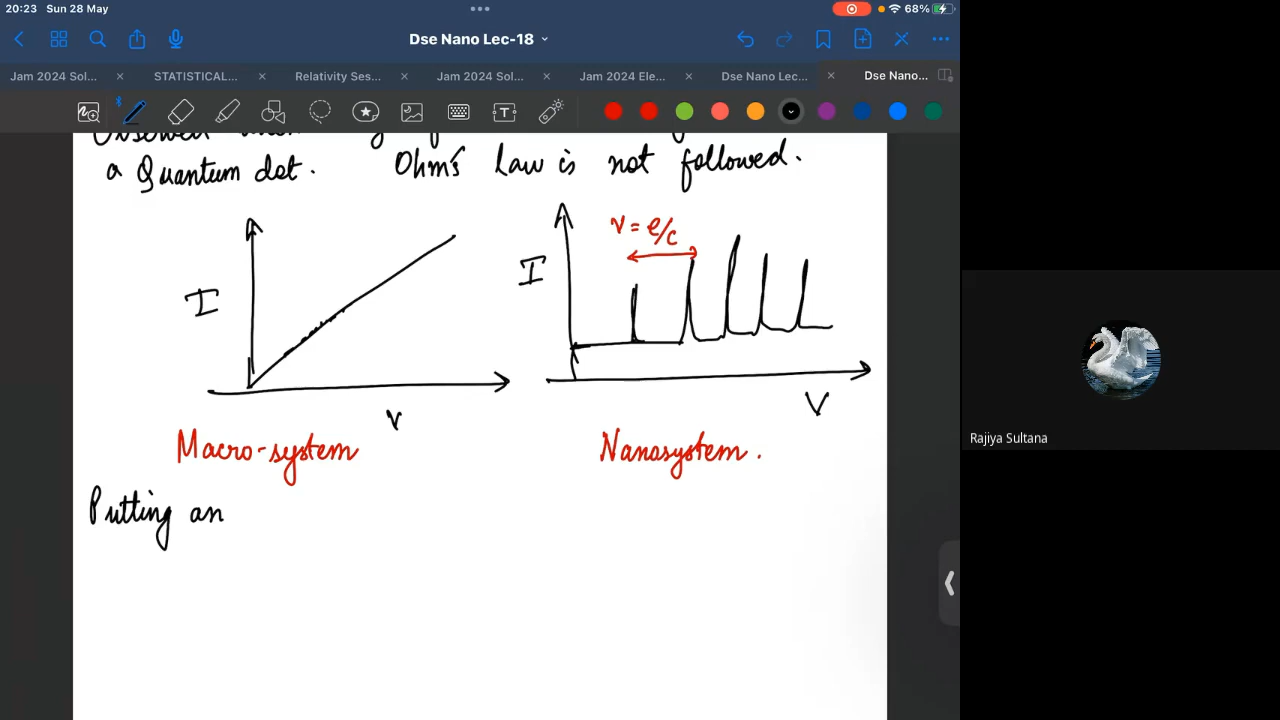 20:23 Sun 28 May
68%
Dse Nano Lec-18
Jam 2024 Sol...
STATISTICAL...
Relativity Ses...
Jam 2024 Sol...
Jam 2024 Ele...
Dse Nano Lec...
Dse Nano...
a Quantum dot. Ohm's Law is not followed.
I
V
I
V = e/c
V
Macro-system
Nanosystem.
Putting an
Rajiya Sultana